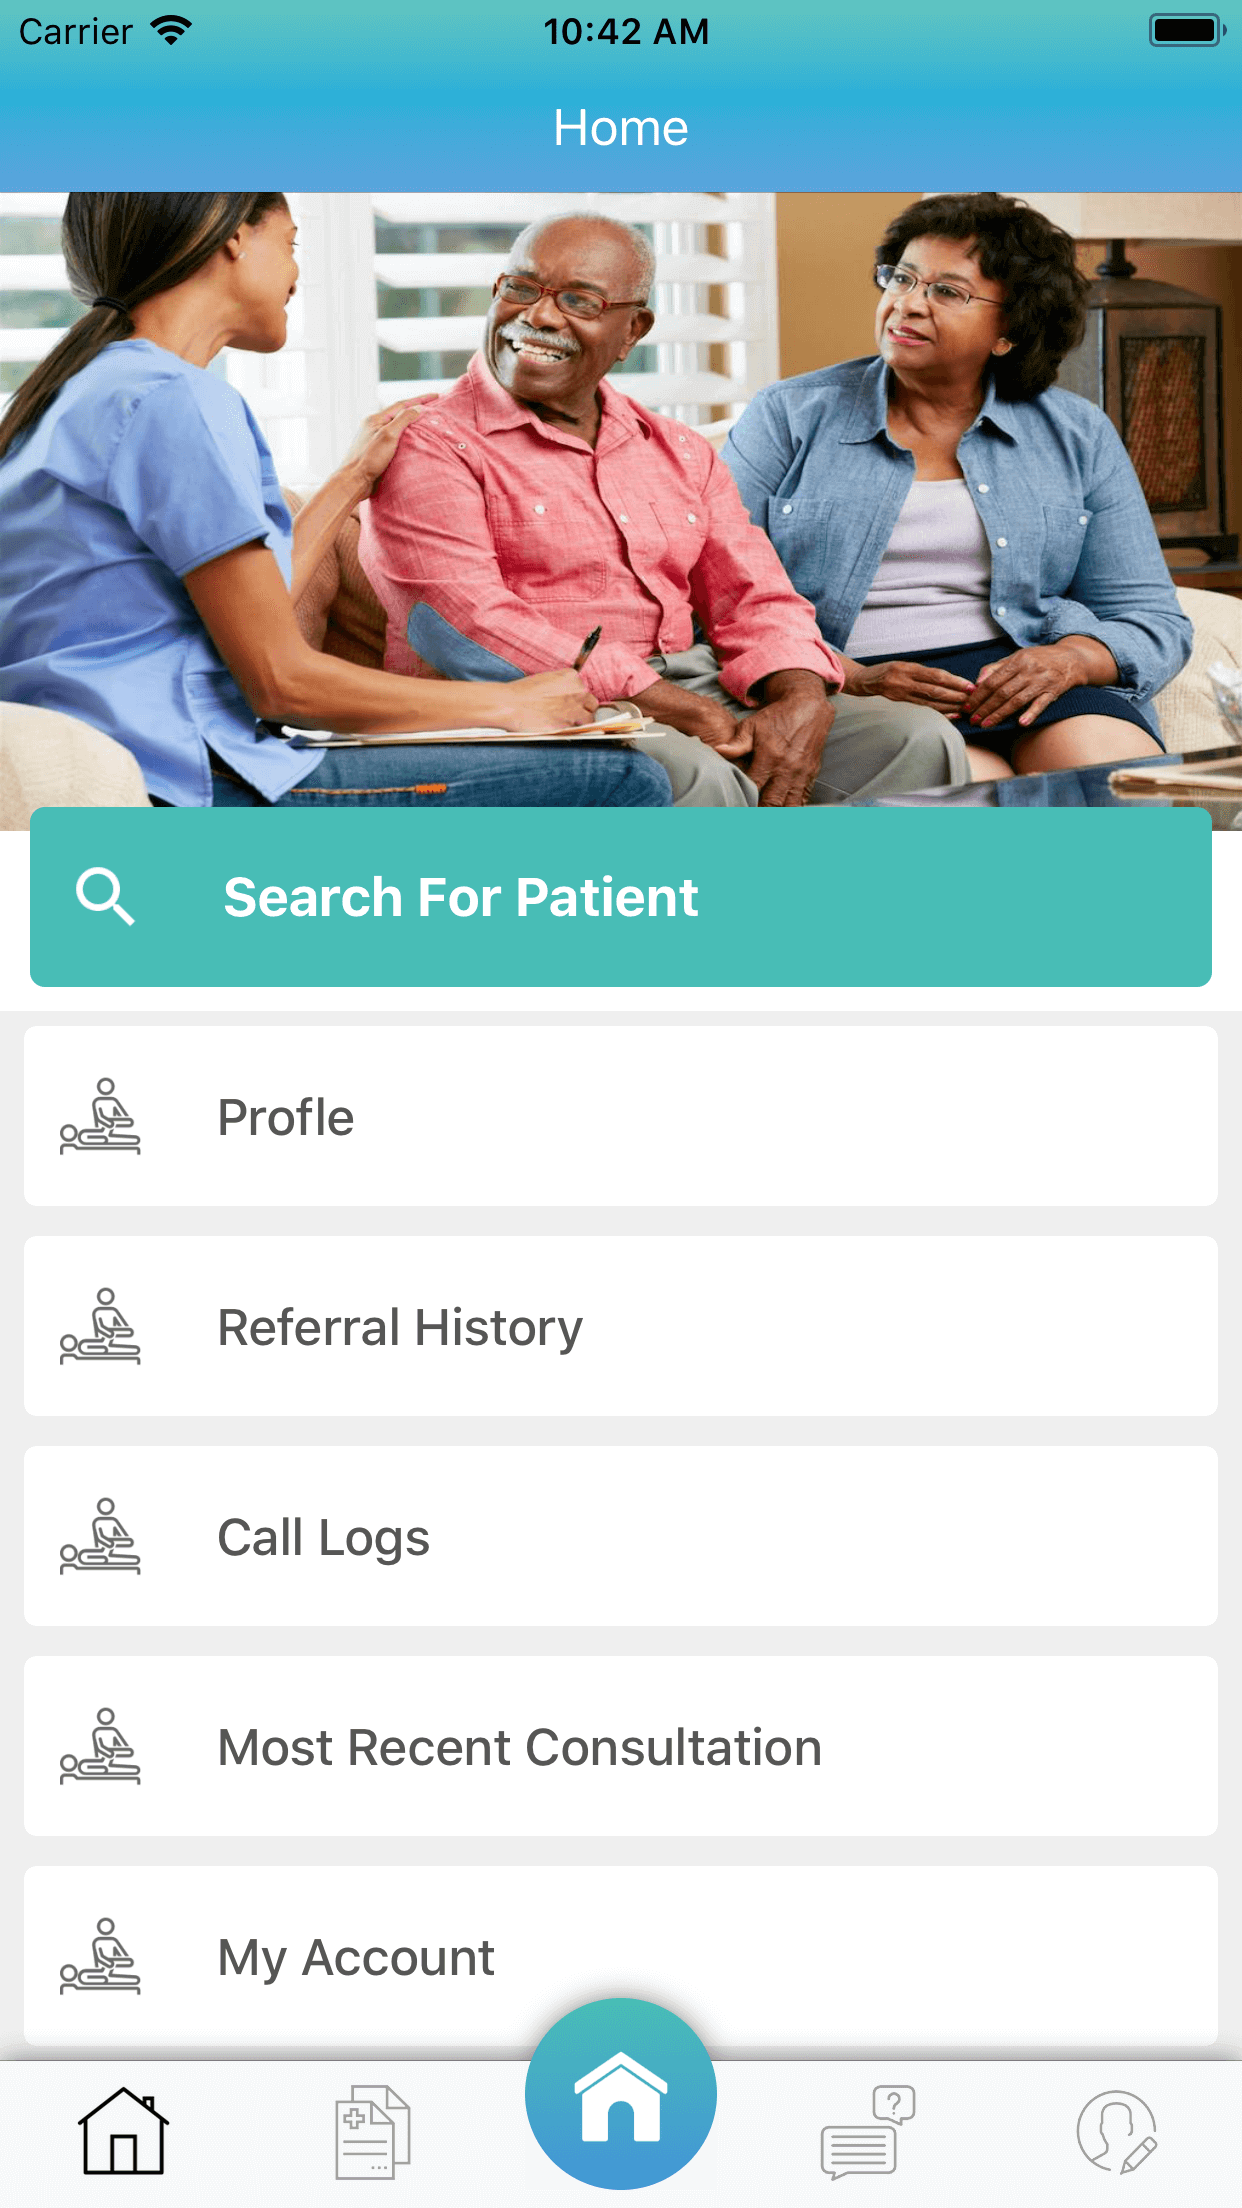 Carrier
10:42 AM
Home
Search For Patient
Profle
Referral History
Call Logs
Most Recent Consultation
My Account
?